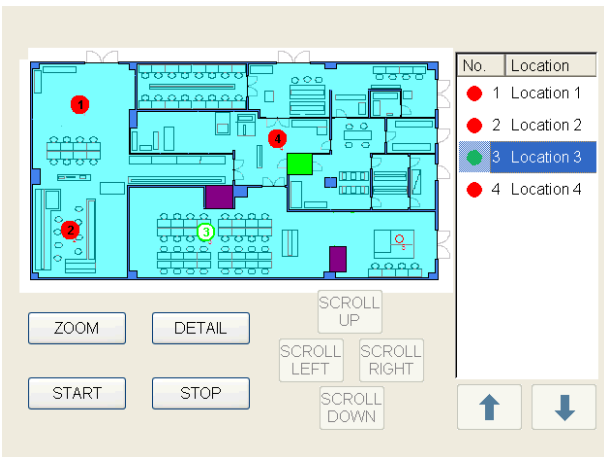 No. Location
1 Location 1
2 Location 2
3 Location 3
4 Location 4
1
4
2
3
ZOOM
DETAIL
SCROLL
UP
SCROLL
LEFT
SCROLL
RIGHT
START
STOP
SCROLL
DOWN